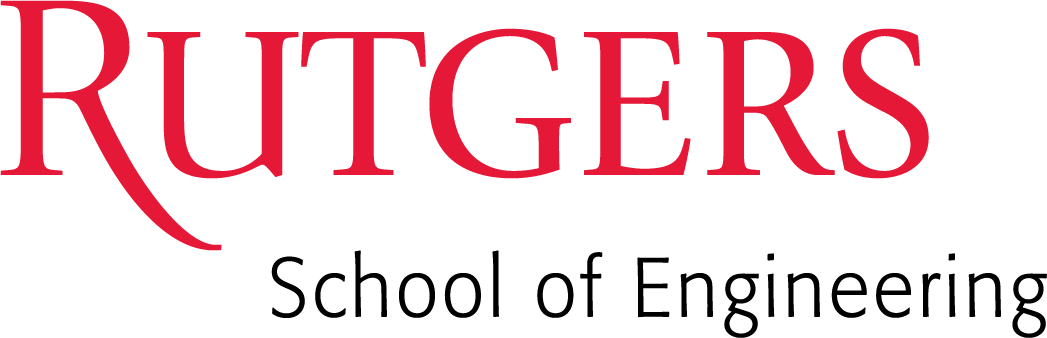 RUTGERS
School of Engineering